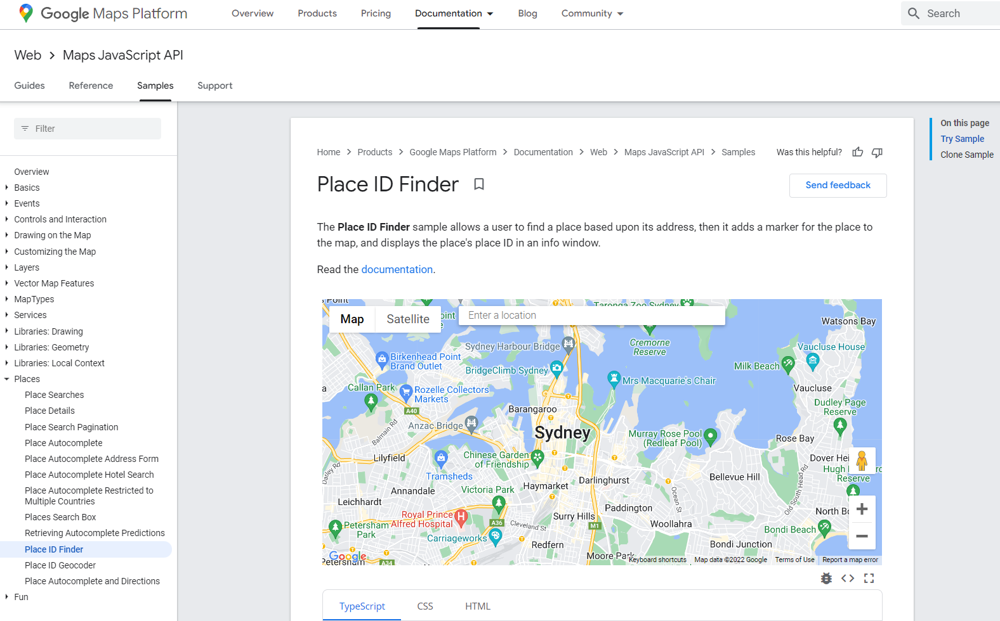 Google Maps Platform
Overview
Products
Pricing
Documentation
Blog
Community
Search
Web
Maps JavaScript API
Guides
Reference
Samples
Support
Filter
Overview
Basics
Events
Controls and Interaction
Drawing on the Map
Customizing the Map
Layers
Vector Map Features
MapTypes
Services
Libraries: Drawing
Libraries: Geometry
Libraries: Local Context
Places
Place Searches
Place Details
Place Search Pagination
Place Autocomplete
Place Autocomplete Address Form
Place Autocomplete Hotel Search
Place Autocomplete Restricted to
Multiple Countries
Places Search Box
Retrieving Autocomplete Predictions
Place ID Finder
Place ID Geocoder
Place Autocomplete and Directions
Fun
Home
Products
Google Maps Platform
Documentation
Web
Maps JavaScript API
Samples
Was this helpful?
Place ID Finder
Send feedback
The Place ID Finder sample allows a user to find a place based upon its address, then it adds a marker for the place to
the map, and displays the place's place ID in an info window.
Read the documentation.
Point
Map
Satellite
oint
Enter a location
Taronga Zoo Sydney
Watsons Bay
Sydney Harbour Bridge
Cremorne
Reserve
Vaucluse House
Birkenhead Point
Brand Outlet
BridgeClimb Sydney
Milk Beach
Mrs Macquarie's Chair
a
Callan Park
Rozelle Collectors
Markets
Vaucluse
A40
Barangaroo
Dudley Page
Reserve
Anzac Bridge
Balmain Rd
Sydney
Murray Rose Pool
(Redleaf Pool)
Rose Bay
Lilyfield
Chinese Garden
of Friendship
Dover Hei
Darley Rd
Tramsheds
Hugh
Reserve
Bellevue Hill
Darlinghurst
Haymarket
Annandale
Victoria Park
Ocean St
Old South Head Rd
Leichhardt
Paddington
North Bo
Royal Prince
Alfred Hospital
Surry Hills
A36
Cleveland St
M1
Woollahra
Petersham
Park
Bondi Beach
Carriageworks
Redfern
Bondi Junction
Moore Park
Google
Petersham
A34
Keyboard shortcuts
Map data ©2022 Google
Terms of Use
Report a map error
TypeScript
CSS
HTML
On this page
Try Sample
Clone Sample